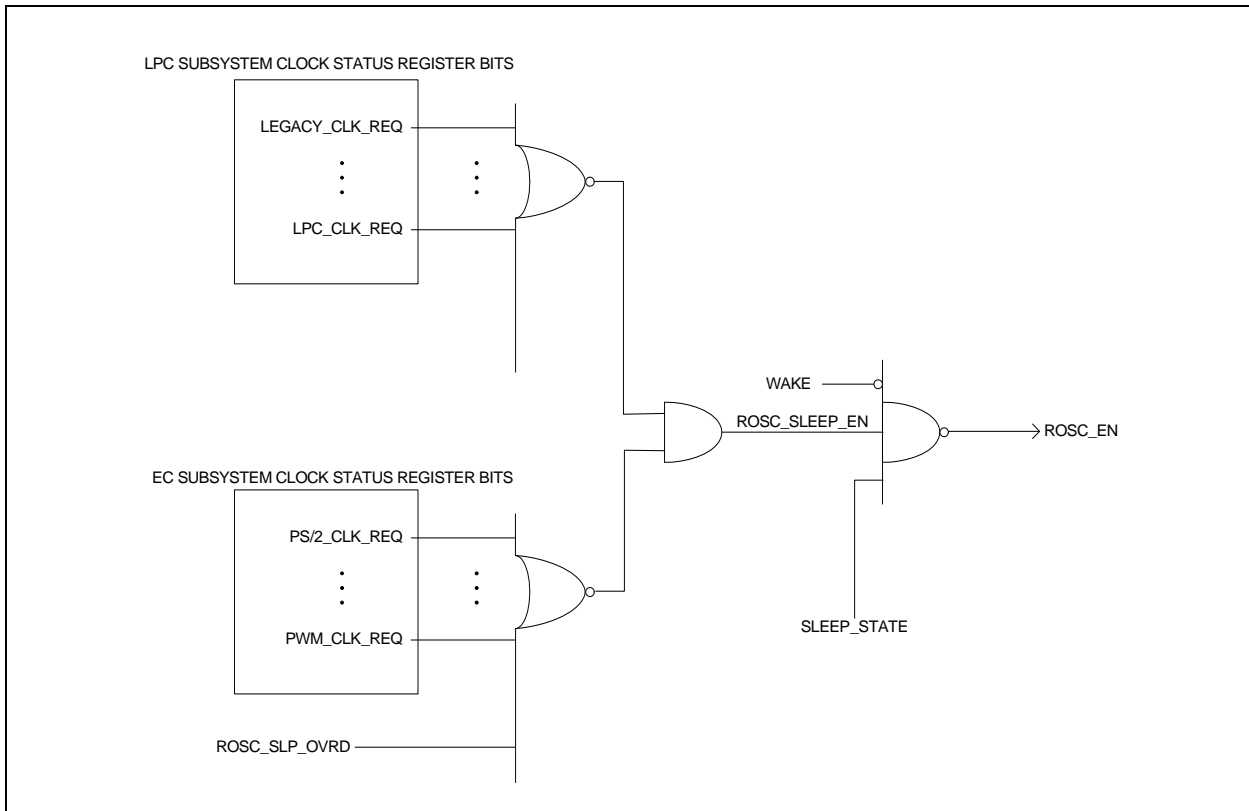 LPC SUBSYSTEM CLOCK STATUS REGISTER BITS
LEGACY_CLK_REQ
LPC_CLK_REQ
WAKE
ROSC_SLEEP_EN
ROSC_EN
EC SUBSYSTEM CLOCK STATUS REGISTER BITS
PS/2_CLK_REQ
PWM_CLK_REQ
SLEEP_STATE
ROSC_SLP_OVRD